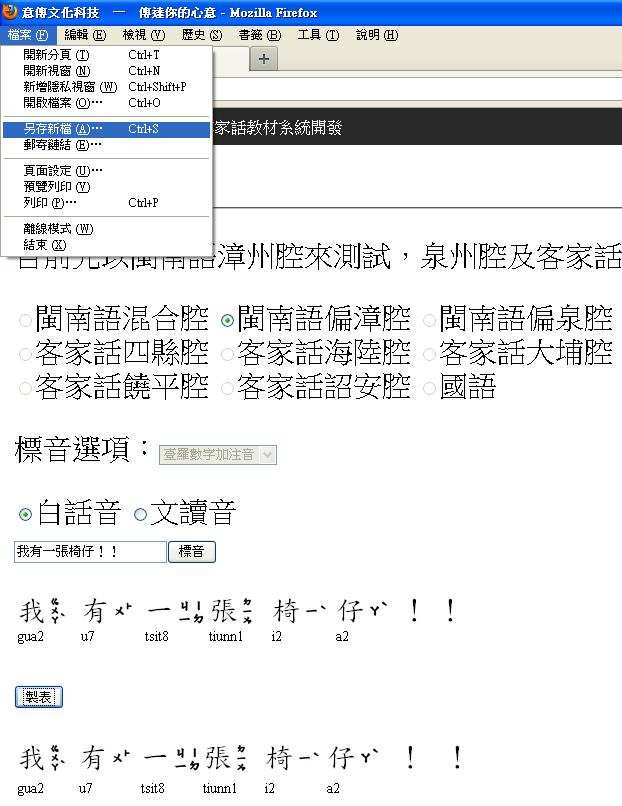 意傳文化科技 — 傳達你的心意 - Mozilla Firefox
檔案(F) 編輯(E) 檢視(V) 歷史(S) 書籤(B) 工具(T) 說明(H)
開新分頁(T) Ctrl+T
開新視窗(N) Ctrl+N
新增隱私視窗(W) Ctrl+Shift+P
開啟檔案(O)… Ctrl+O
另存新檔(A)… Ctrl+S
郵寄鏈結(E)…
頁面設定(U)…
預覽列印(V)
列印(P)… Ctrl+P
離線模式(W)
結束(X)
家話教材系統開發
目前先以閩南語漳州腔來測試，泉州腔及客家話
閩南語混合腔 閩南語偏漳腔 閩南語偏泉腔
客家話四縣腔 客家話海陸腔 客家話大埔腔
客家話饒平腔 客家話詔安腔 國語
標音選項：臺羅數字加注音
白話音 文讀音
我有一張椅仔！！ 標音
我 有 一 張 椅 仔 ！ ！
gua2 u7 tsit8 tiunn1 i2 a2
製表
我 有 一 張 椅 仔 ！ ！
gua2 u7 tsit8 tiunn1 i2 a2